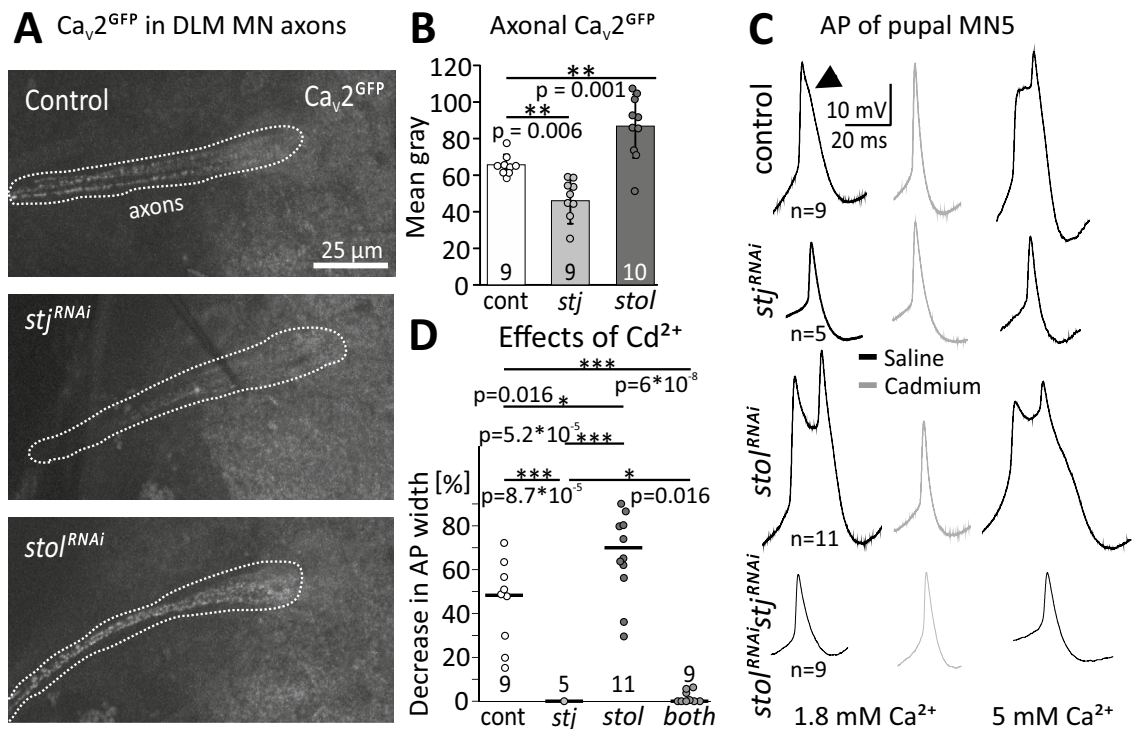 A Caᵥ2ᴳᶠᴾ in DLM MN axons
Control
Caᵥ2ᴳᶠᴾ
axons
25 µm
stjᴿᴺᴬⁱ
stolᴿᴺᴬⁱ
B Axonal Caᵥ2ᴳᶠᴾ
Mean gray
120
100
80
60
40
20
0
**
p = 0.001
**
p = 0.006
9
9
10
cont
stj
stol
D Effects of Cd²⁺
***
p=6*10⁻⁸
p=0.016
*
p=5.2*10⁻⁵
***
***
p=8.7*10⁻⁵
*
p=0.016
Decrease in AP width [%]
80
60
40
20
0
9
5
11
9
cont
stj
stol
both
C AP of pupal MN5
control
10 mV
20 ms
n=9
stjᴿᴺᴬⁱ
n=5
Saline
Cadmium
stolᴿᴺᴬⁱ
n=11
stolᴿᴺᴬⁱstjᴿᴺᴬⁱ
n=9
1.8 mM Ca²⁺
5 mM Ca²⁺